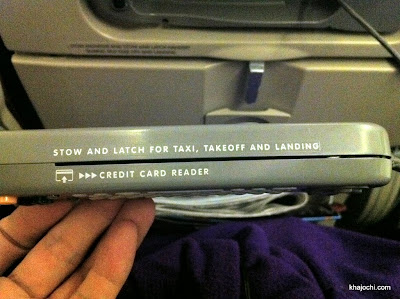 STOW AND LATCH FOR TAXI, TAKEOFF AND LANDING
▶▶▶ CREDIT CARD READER
khajochi.com